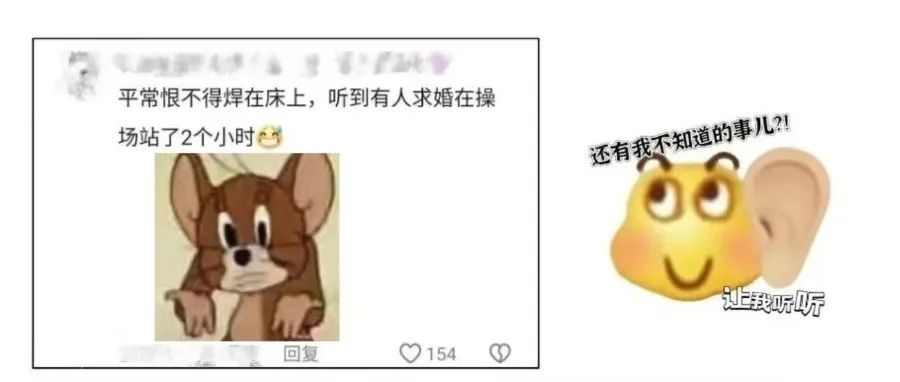 平常恨不得焊在床上，听到有人求婚在操
场站了2个小时😅
回复
154
还有我不知道的事儿?!
让我听听